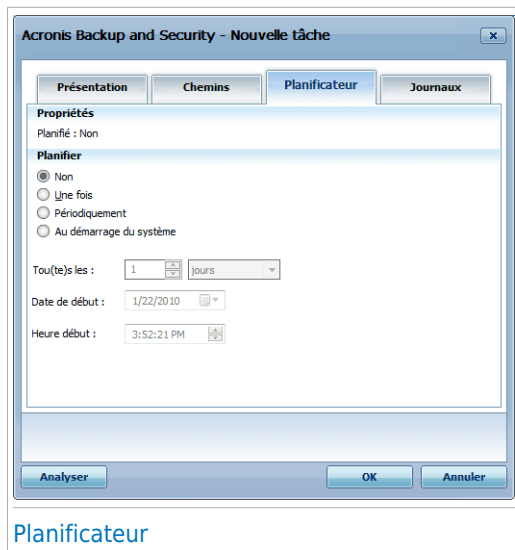 Acronis Backup and Security - Nouvelle tâche
Présentation Chemins Planificateur Journaux
Propriétés
Planifié : Non
Planifier
Non
Une fois
Périodiquement
Au démarrage du système
Tou(te)s les : 1 jours
Date de début : 1/22/2010
Heure début : 3:52:21 PM
Analyser OK Annuler
Planificateur